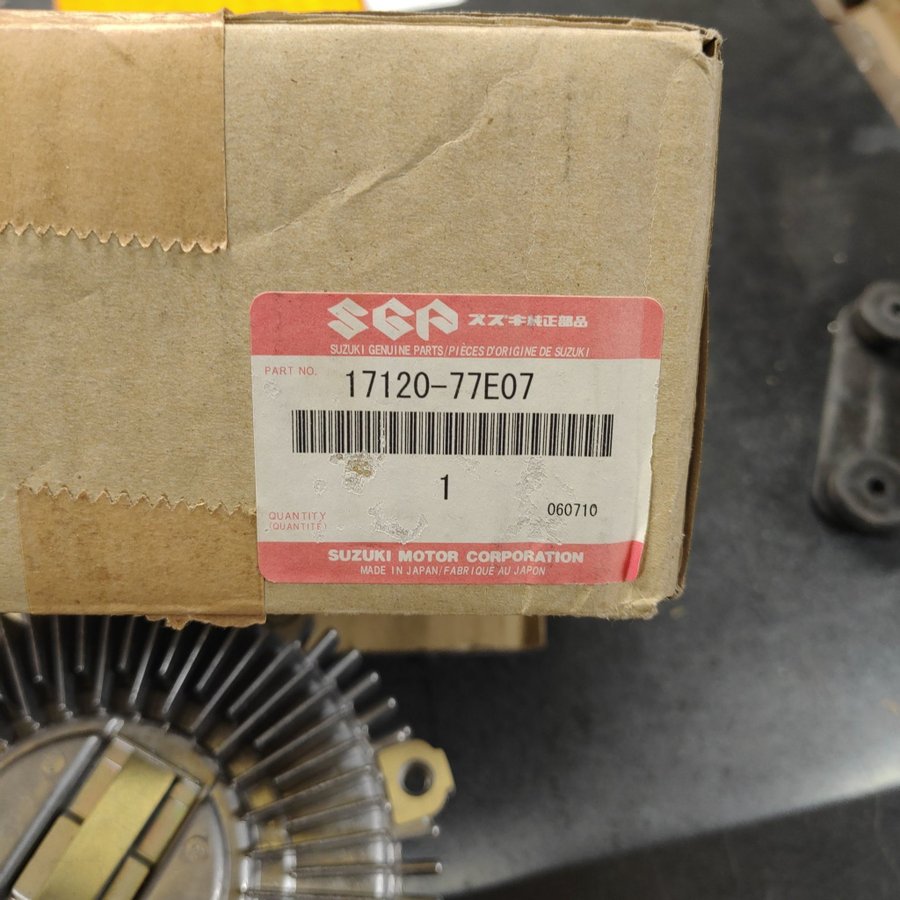 SGP スズキ純正部品
SUZUKI GENUINE PARTS/PIÈCES D'ORIGINE DE SUZUKI
PART NO. 17120-77E07
1
QUANTITY
(QUANTITÉ)
060710
SUZUKI MOTOR CORPORATION
MADE IN JAPAN/FABRIQUÉ AU JAPON